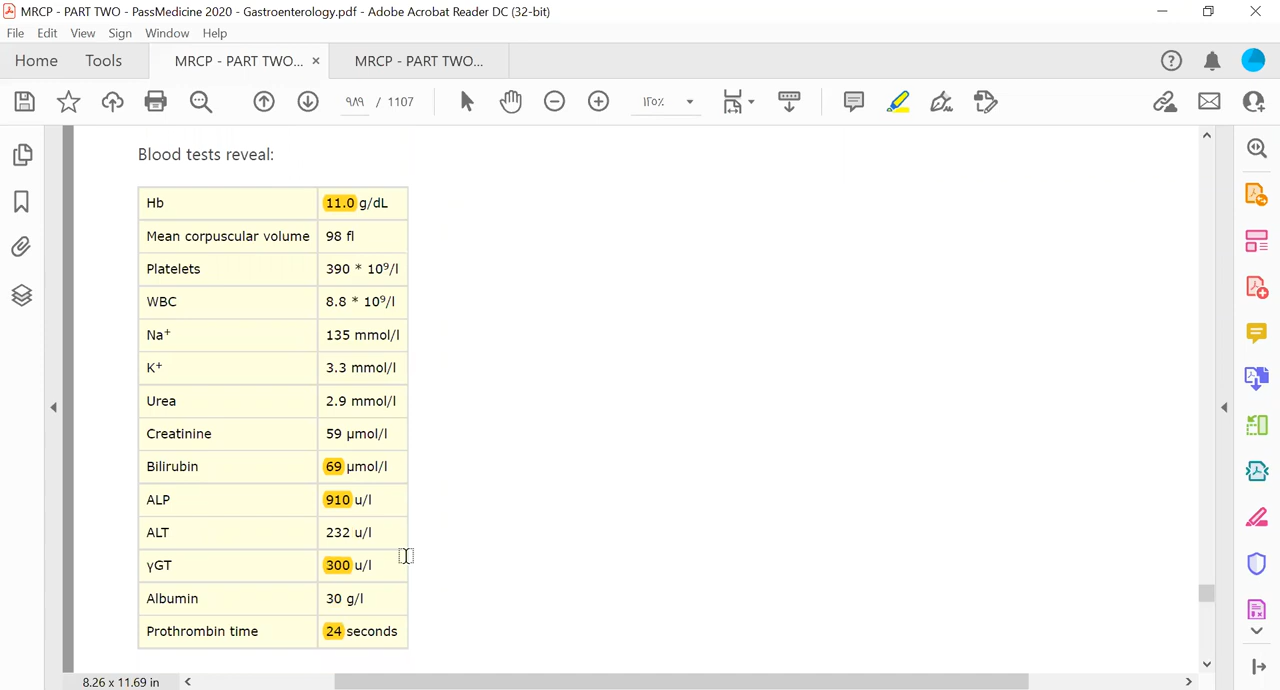 MRCP - PART TWO - PassMedicine 2020 - Gastroenterology.pdf - Adobe Acrobat Reader DC (32-bit)
File Edit View Sign Window Help
Home Tools MRCP - PART TWO... × MRCP - PART TWO...
٩٨٩ / 1107 ١٢٥٪
Blood tests reveal:
Hb 11.0 g/dL
Mean corpuscular volume 98 fl
Platelets 390 * 10⁹/l
WBC 8.8 * 10⁹/l
Na⁺ 135 mmol/l
K⁺ 3.3 mmol/l
Urea 2.9 mmol/l
Creatinine 59 µmol/l
Bilirubin 69 µmol/l
ALP 910 u/l
ALT 232 u/l
γGT 300 u/l
Albumin 30 g/l
Prothrombin time 24 seconds
8.26 x 11.69 in